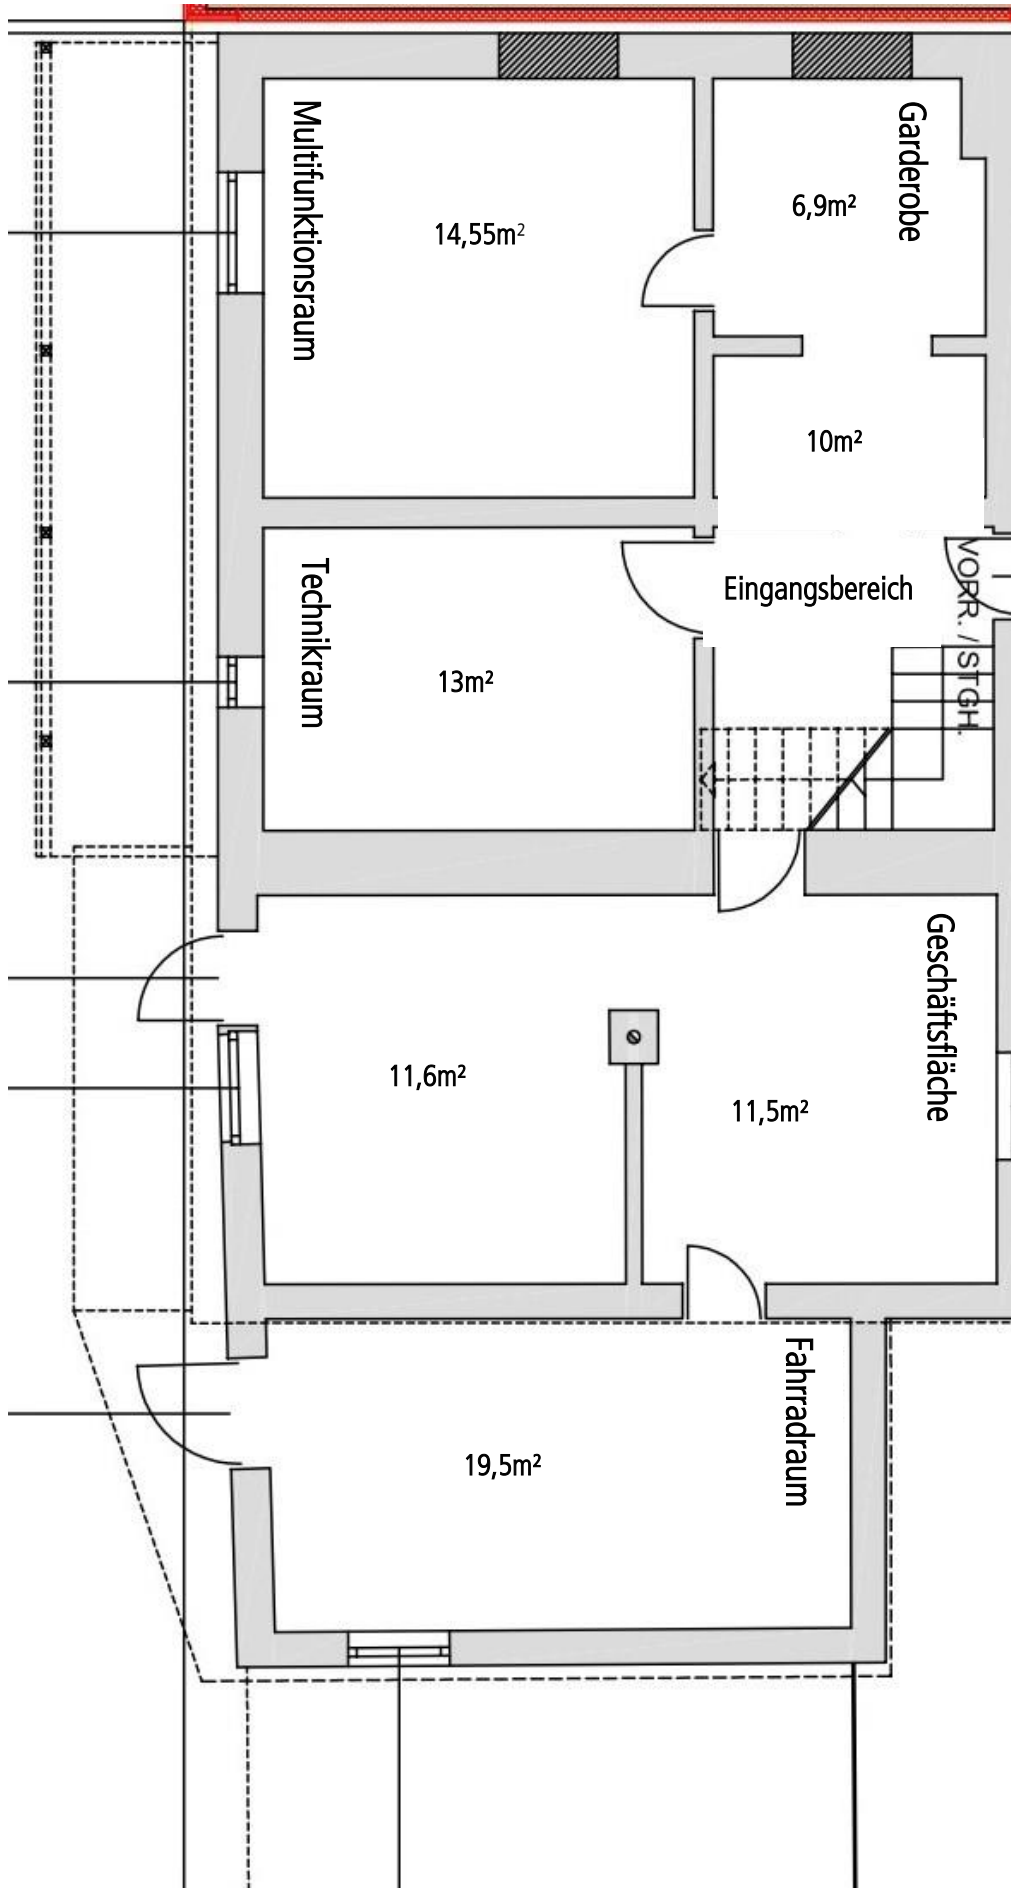 Multifunktionsraum
14,55m²
Garderobe
6,9m²
10m²
Eingangsbereich
VORR. / STGH.
Technikraum
13m²
Geschäftsfläche
11,6m²
11,5m²
Fahrradraum
19,5m²